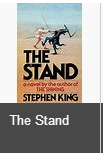 THE
STAND
a novel by the author of
THE SHINING
STEPHEN KING
The Stand